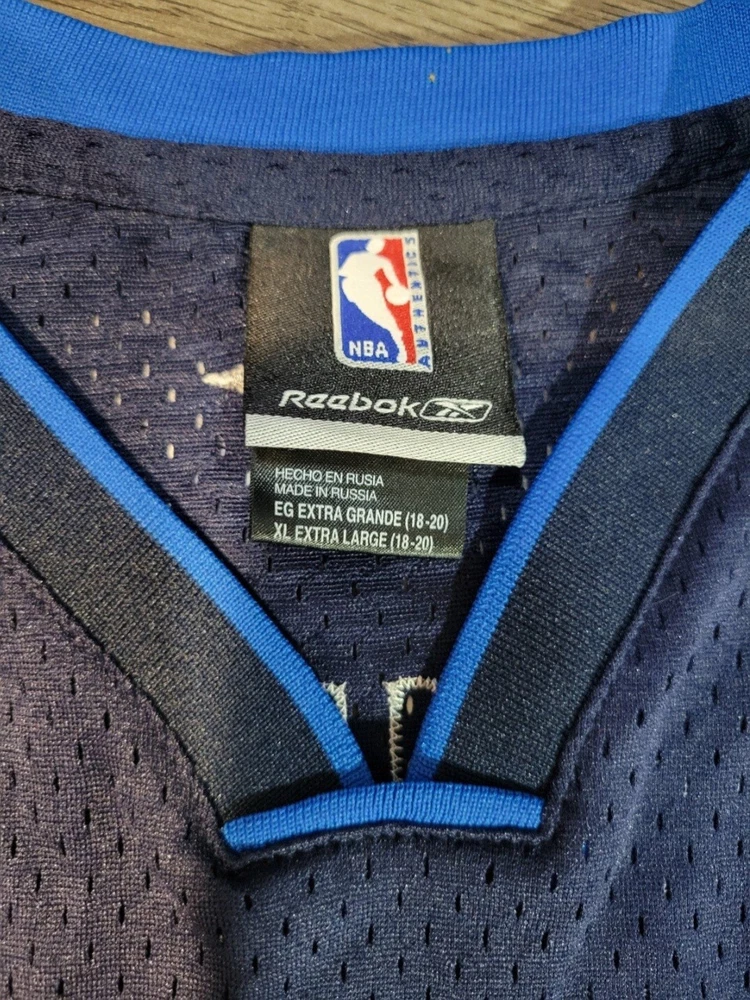 NBA
AUTHENTICS
Reebok
HECHO EN RUSIA
MADE IN RUSSIA
EG EXTRA GRANDE (18-20)
XL EXTRA LARGE (18-20)